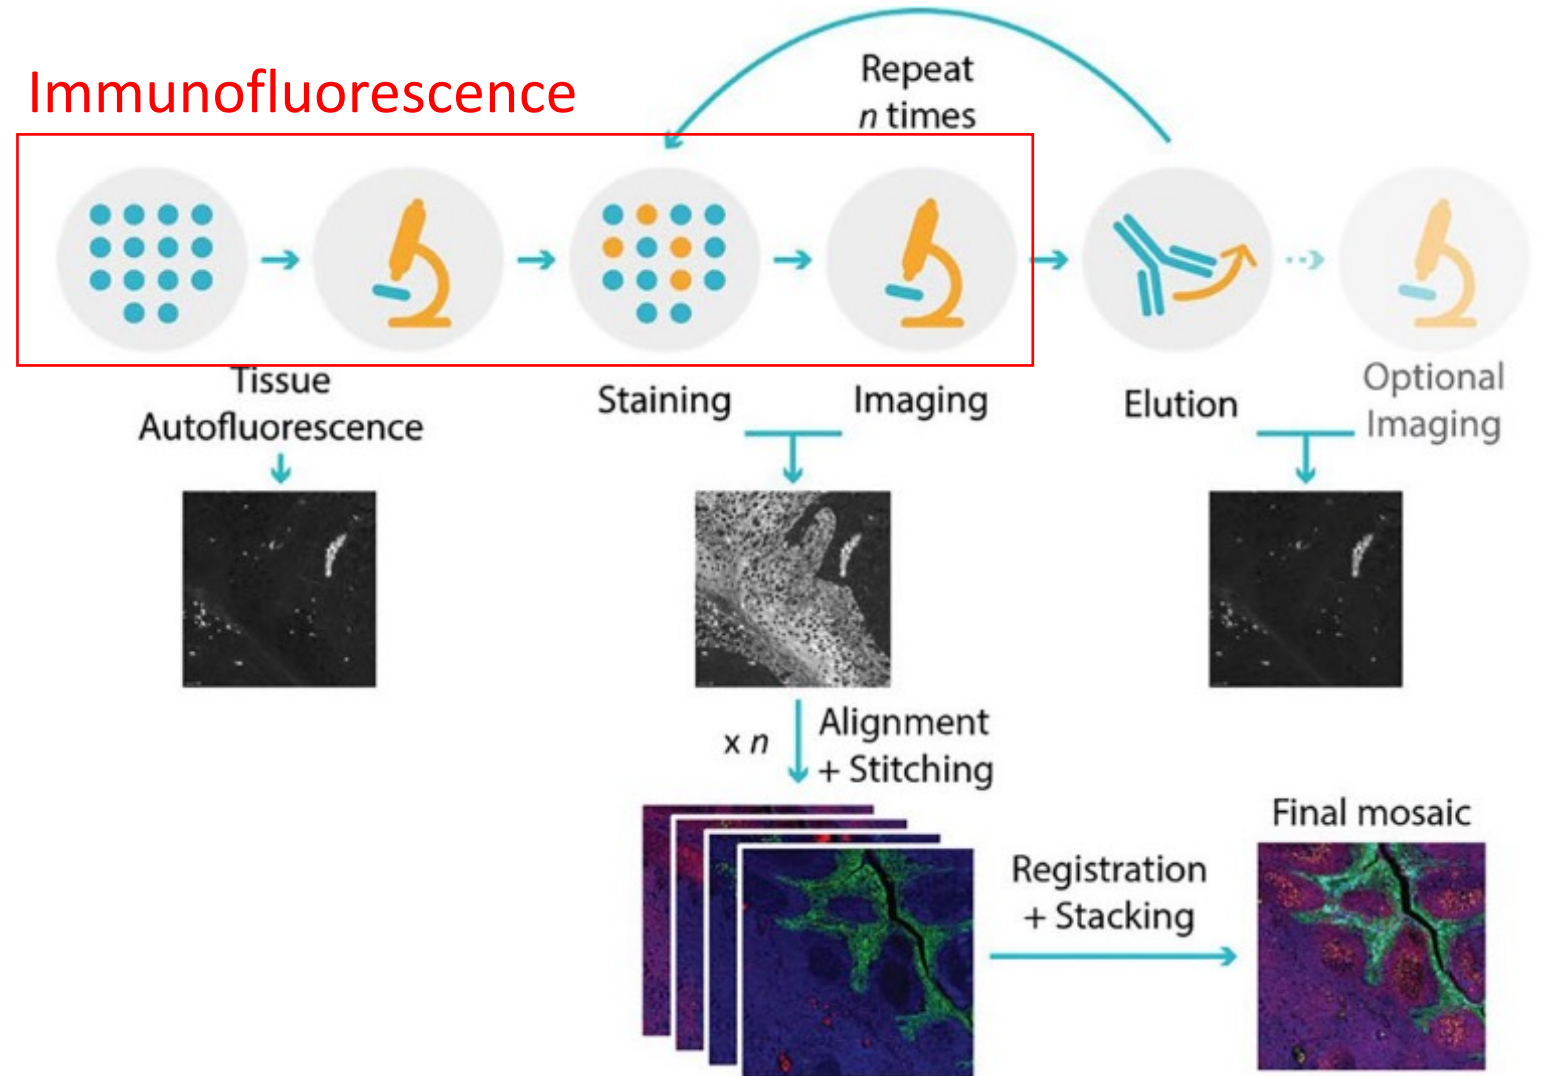 Immunofluorescence
Repeat
n times
Tissue
Autofluorescence
Staining
Imaging
Elution
Optional
Imaging
x n
Alignment
+ Stitching
Registration
+ Stacking
Final mosaic